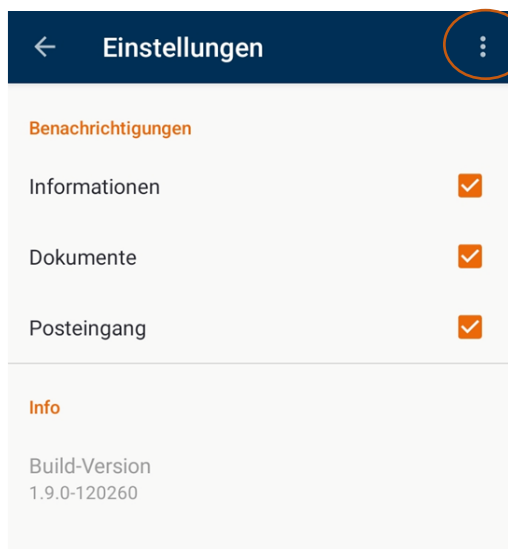 Einstellungen
Benachrichtigungen
Informationen
Dokumente
Posteingang
Info
Build-Version
1.9.0-120260